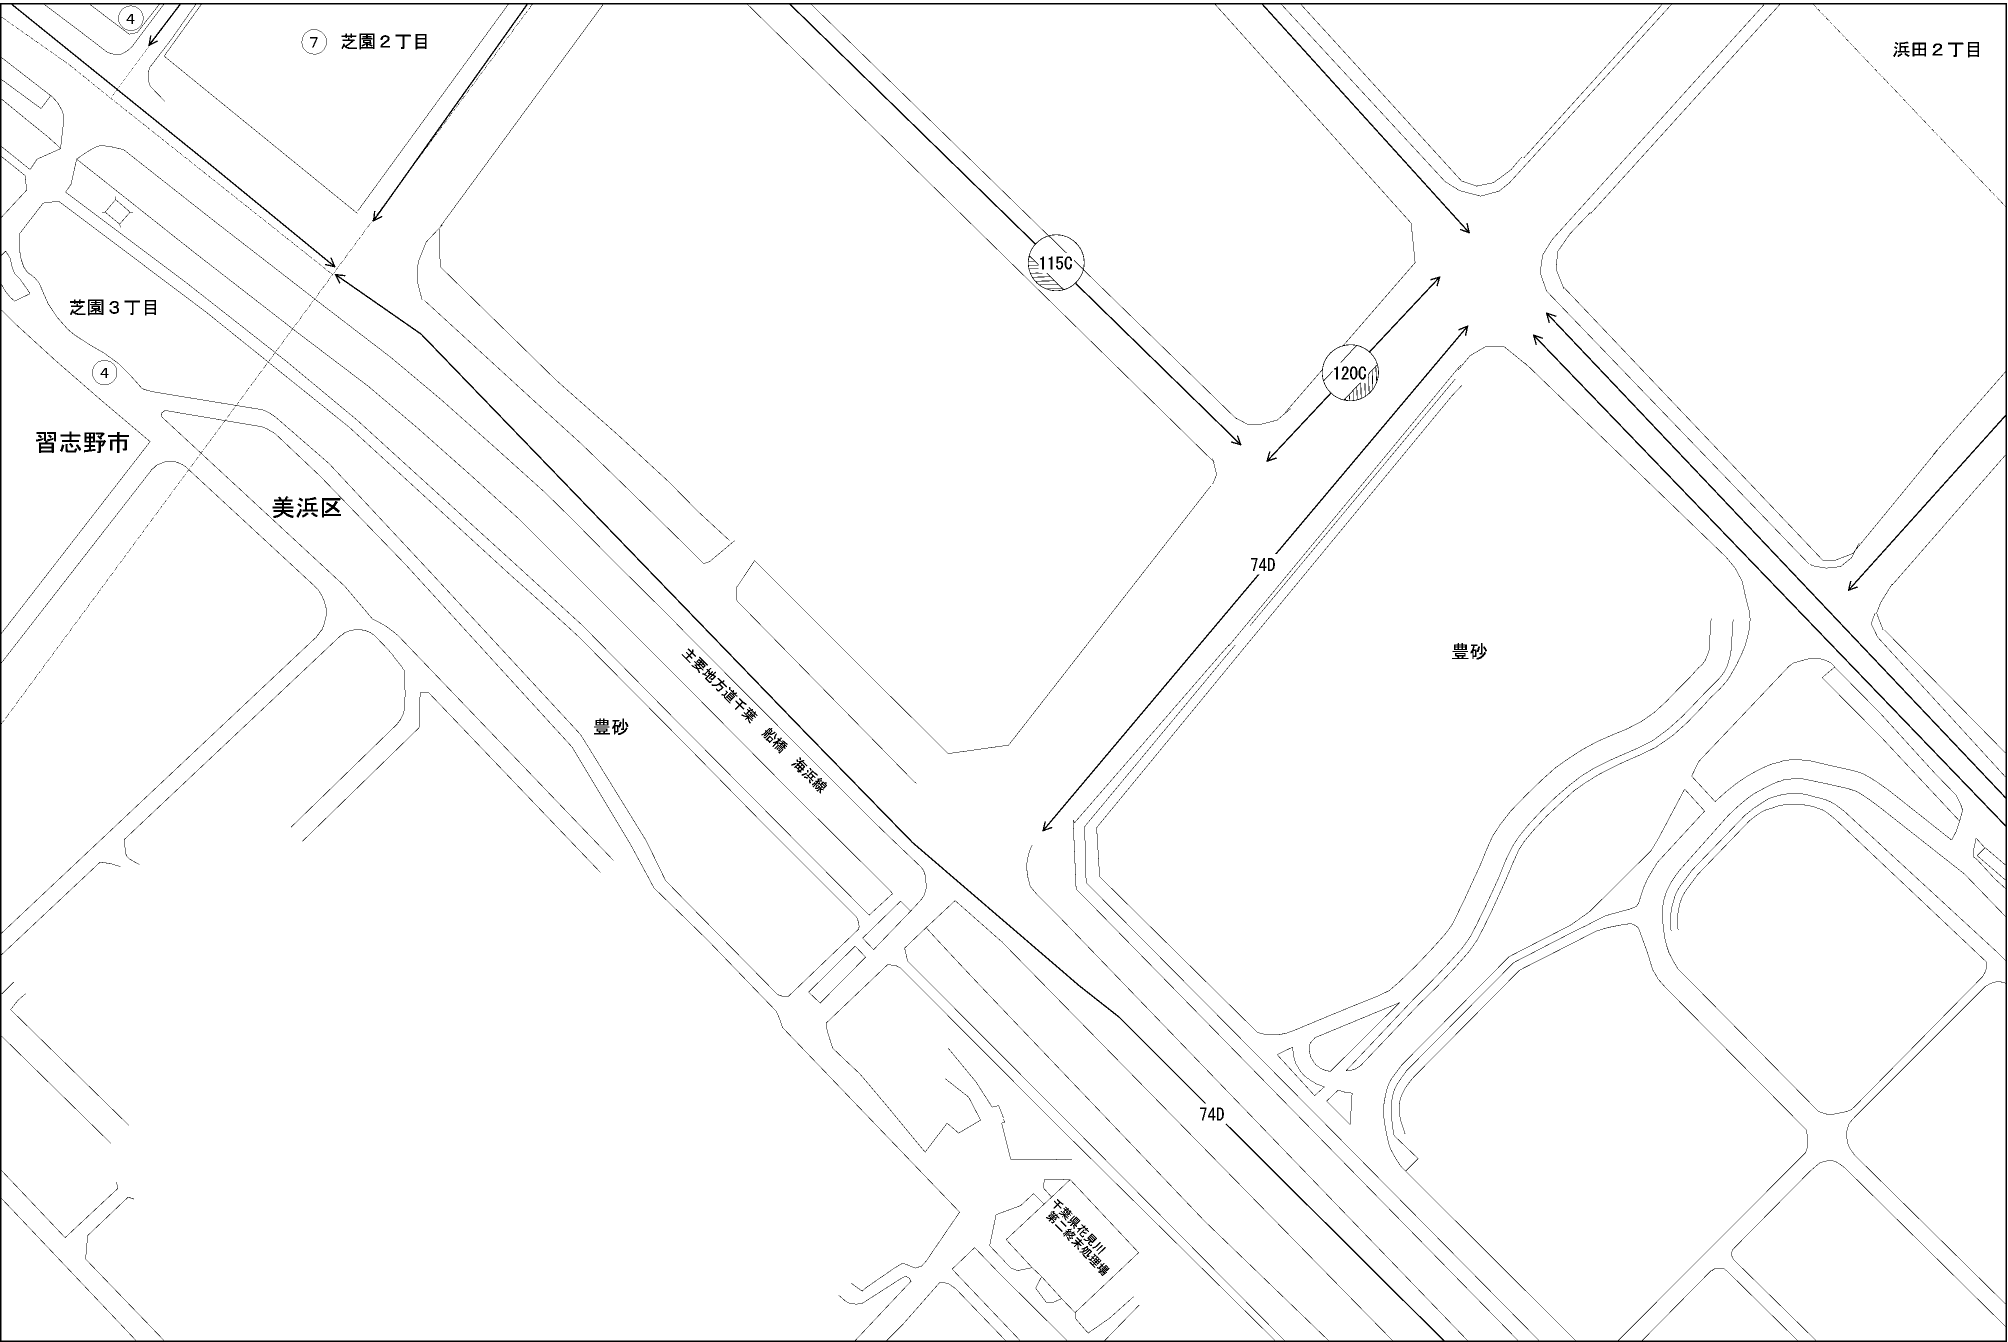 ④
⑦ 芝園2丁目
浜田2丁目
115C
芝園3丁目
④
120C
習志野市
美浜区
74D
豊砂
豊砂
主要地方道千葉 船橋 海浜線
74D
千葉県花見川
第二終末処理場